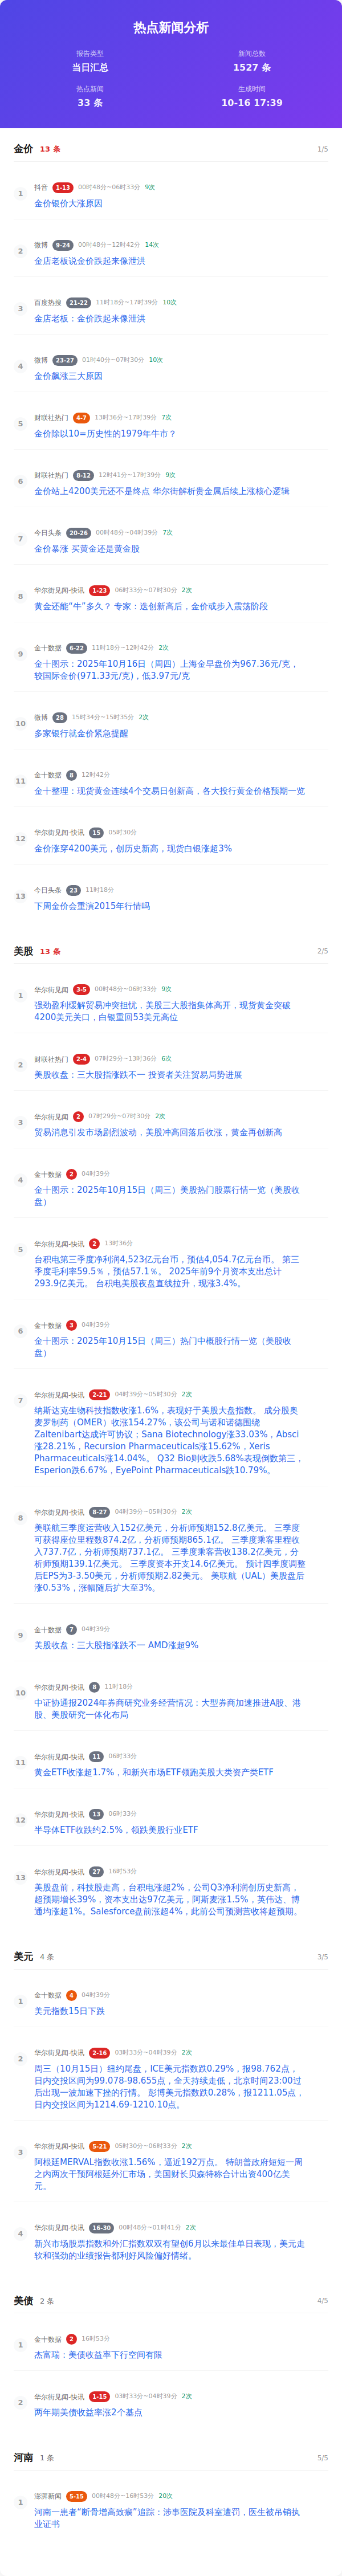 热点新闻分析
报告类型
当日汇总
新闻总数
1527 条
热点新闻
33 条
生成时间
10-16 17:39
金价 13 条 1/5
1
抖音 1-13 00时48分~06时33分 9次
金价银价大涨原因
2
微博 9-24 00时48分~12时42分 14次
金店老板说金价跌起来像泄洪
3
百度热搜 21-22 11时18分~17时39分 10次
金店老板：金价跌起来像泄洪
4
微博 23-27 01时40分~07时30分 10次
金价飙涨三大原因
5
财联社热门 4-7 13时36分~17时39分 7次
金价除以10=历史性的1979年牛市？
6
财联社热门 8-12 12时41分~17时39分 9次
金价站上4200美元还不是终点 华尔街解析贵金属后续上涨核心逻辑
7
今日头条 20-26 00时48分~04时39分 7次
金价暴涨 买黄金还是黄金股
8
华尔街见闻-快讯 1-23 06时33分~07时30分 2次
黄金还能“牛”多久？ 专家：迭创新高后，金价或步入震荡阶段
9
金十数据 6-22 11时18分~12时42分 2次
金十图示：2025年10月16日（周四）上海金早盘价为967.36元/克，
较国际金价(971.33元/克)，低3.97元/克
10
微博 28 15时34分~15时35分 2次
多家银行就金价紧急提醒
11
金十数据 8 12时42分
金十整理：现货黄金连续4个交易日创新高，各大投行黄金价格预期一览
12
华尔街见闻-快讯 15 05时30分
金价涨穿4200美元，创历史新高，现货白银涨超3%
13
今日头条 23 11时18分
下周金价会重演2015年行情吗
美股 13 条 2/5
1
华尔街见闻 3-5 00时48分~06时33分 9次
强劲盈利缓解贸易冲突担忧，美股三大股指集体高开，现货黄金突破
4200美元关口，白银重回53美元高位
2
财联社热门 2-4 07时29分~13时36分 6次
美股收盘：三大股指涨跌不一 投资者关注贸易局势进展
3
华尔街见闻 2 07时29分~07时30分 2次
贸易消息引发市场剧烈波动，美股冲高回落后收涨，黄金再创新高
4
金十数据 2 04时39分
金十图示：2025年10月15日（周三）美股热门股票行情一览（美股收
盘）
5
华尔街见闻-快讯 2 13时36分
台积电第三季度净利润4,523亿元台币，预估4,054.7亿元台币。 第三
季度毛利率59.5％，预估57.1％。 2025年前9个月资本支出总计
293.9亿美元。 台积电美股夜盘直线拉升，现涨3.4%。
6
金十数据 3 04时39分
金十图示：2025年10月15日（周三）热门中概股行情一览（美股收
盘）
7
华尔街见闻-快讯 2-21 04时39分~05时30分 2次
纳斯达克生物科技指数收涨1.6%，表现好于美股大盘指数。 成分股奥
麦罗制药（OMER）收涨154.27%，该公司与诺和诺德围绕
Zaltenibart达成许可协议；Sana Biotechnology涨33.03%，Absci
涨28.21%，Recursion Pharmaceuticals涨15.62%，Xeris
Pharmaceuticals涨14.04%。 Q32 Bio则收跌5.68%表现倒数第三，
Esperion跌6.67%，EyePoint Pharmaceuticals跌10.79%。
8
华尔街见闻-快讯 8-27 04时39分~05时30分 2次
美联航三季度运营收入152亿美元，分析师预期152.8亿美元。 三季度
可获得座位里程数874.2亿，分析师预期865.1亿。 三季度乘客里程收
入737.7亿，分析师预期737.1亿。 三季度乘客营收138.2亿美元，分
析师预期139.1亿美元。 三季度资本开支14.6亿美元。 预计四季度调整
后EPS为3-3.50美元，分析师预期2.82美元。 美联航（UAL）美股盘后
涨0.53%，涨幅随后扩大至3%。
9
金十数据 7 04时39分
美股收盘：三大股指涨跌不一 AMD涨超9%
10
华尔街见闻-快讯 8 11时18分
中证协通报2024年券商研究业务经营情况：大型券商加速推进A股、港
股、美股研究一体化布局
11
华尔街见闻-快讯 11 06时33分
黄金ETF收涨超1.7%，和新兴市场ETF领跑美股大类资产类ETF
12
华尔街见闻-快讯 13 06时33分
半导体ETF收跌约2.5%，领跌美股行业ETF
13
华尔街见闻-快讯 27 16时53分
美股盘前，科技股走高，台积电涨超2%，公司Q3净利润创历史新高，
超预期增长39%，资本支出达97亿美元，阿斯麦涨1.5%，英伟达、博
通均涨超1%。Salesforce盘前涨超4%，此前公司预测营收将超预期。
美元 4 条 3/5
1
金十数据 4 04时39分
美元指数15日下跌
2
华尔街见闻-快讯 2-16 03时33分~04时39分 2次
周三（10月15日）纽约尾盘，ICE美元指数跌0.29%，报98.762点，
日内交投区间为99.078-98.655点，全天持续走低，北京时间23:00过
后出现一波加速下挫的行情。 彭博美元指数跌0.28%，报1211.05点，
日内交投区间为1214.69-1210.10点。
3
华尔街见闻-快讯 5-21 05时30分~06时33分 2次
阿根廷MERVAL指数收涨1.56%，逼近192万点。 特朗普政府短短一周
之内两次干预阿根廷外汇市场，美国财长贝森特称合计出资400亿美
元。
4
华尔街见闻-快讯 16-30 00时48分~01时41分 2次
新兴市场股票指数和外汇指数双双有望创6月以来最佳单日表现，美元走
软和强劲的业绩报告都利好风险偏好情绪。
美债 2 条 4/5
1
金十数据 2 16时53分
杰富瑞：美债收益率下行空间有限
2
华尔街见闻-快讯 1-15 03时33分~04时39分 2次
两年期美债收益率涨2个基点
河南 1 条 5/5
1
澎湃新闻 5-15 00时48分~16时53分 20次
河南一患者“断骨增高致瘸”追踪：涉事医院及科室遭罚，医生被吊销执
业证书